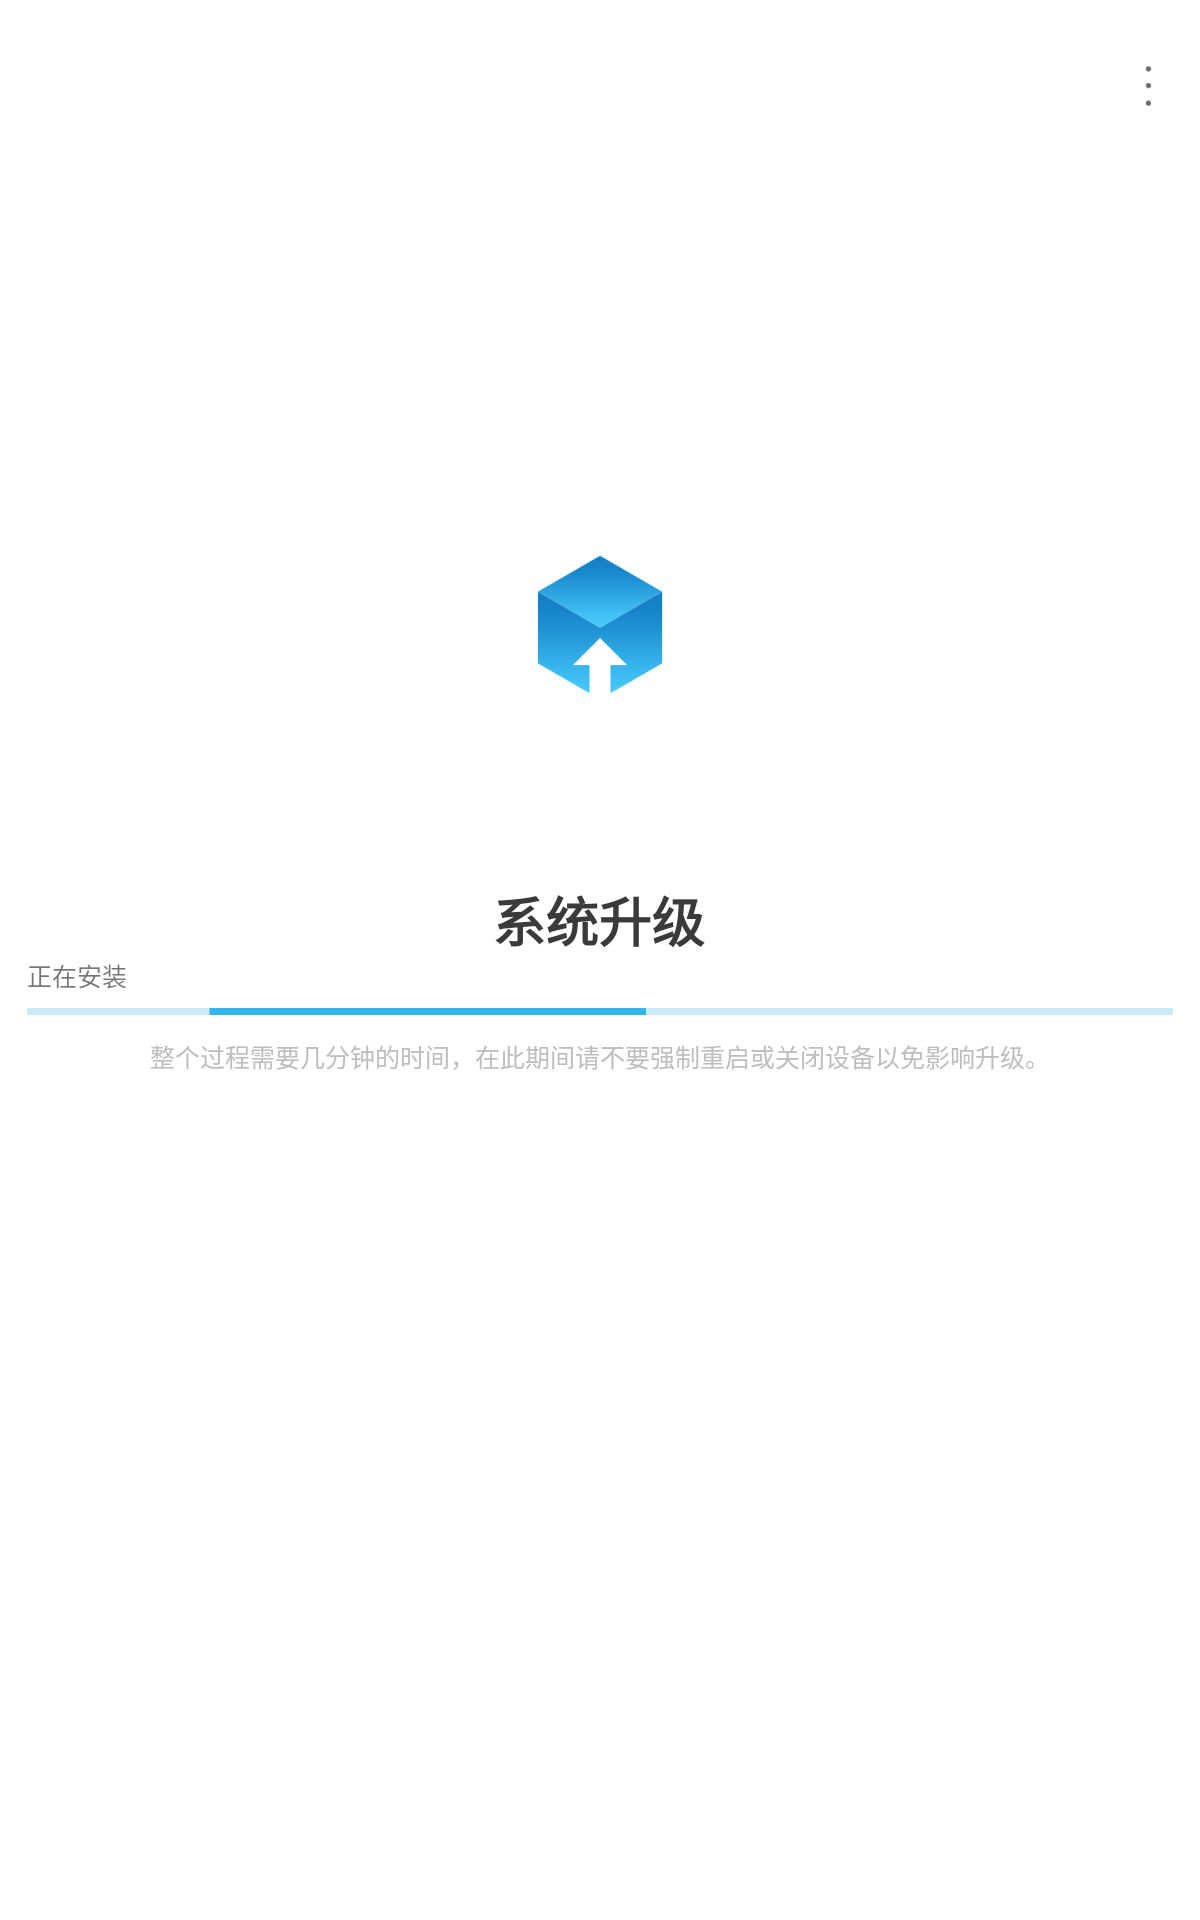 系统升级
正在安装
整个过程需要几分钟的时间，在此期间请不要强制重启或关闭设备以免影响升级。